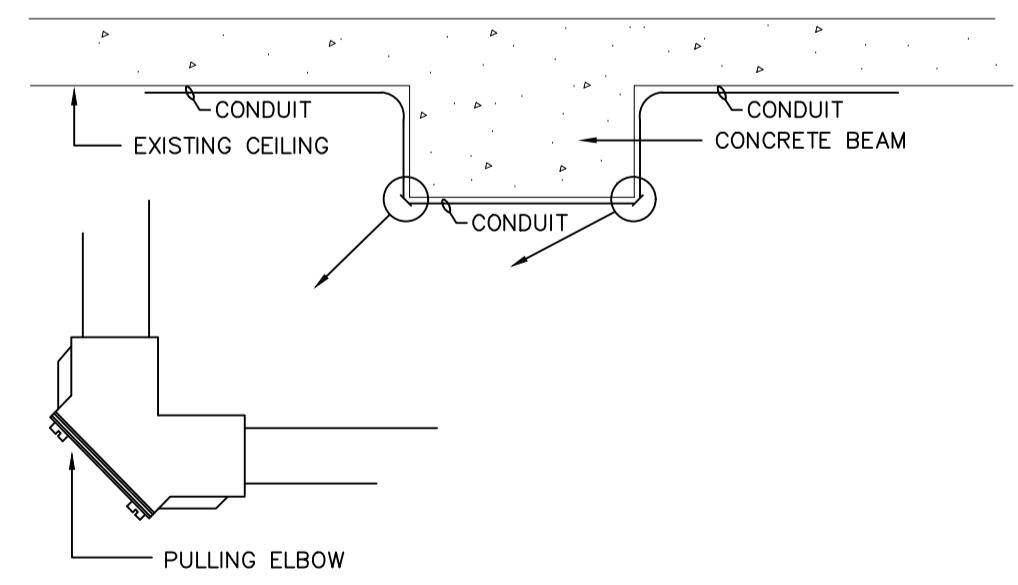 CONDUIT
CONDUIT
EXISTING CEILING
CONCRETE BEAM
CONDUIT
PULLING ELBOW